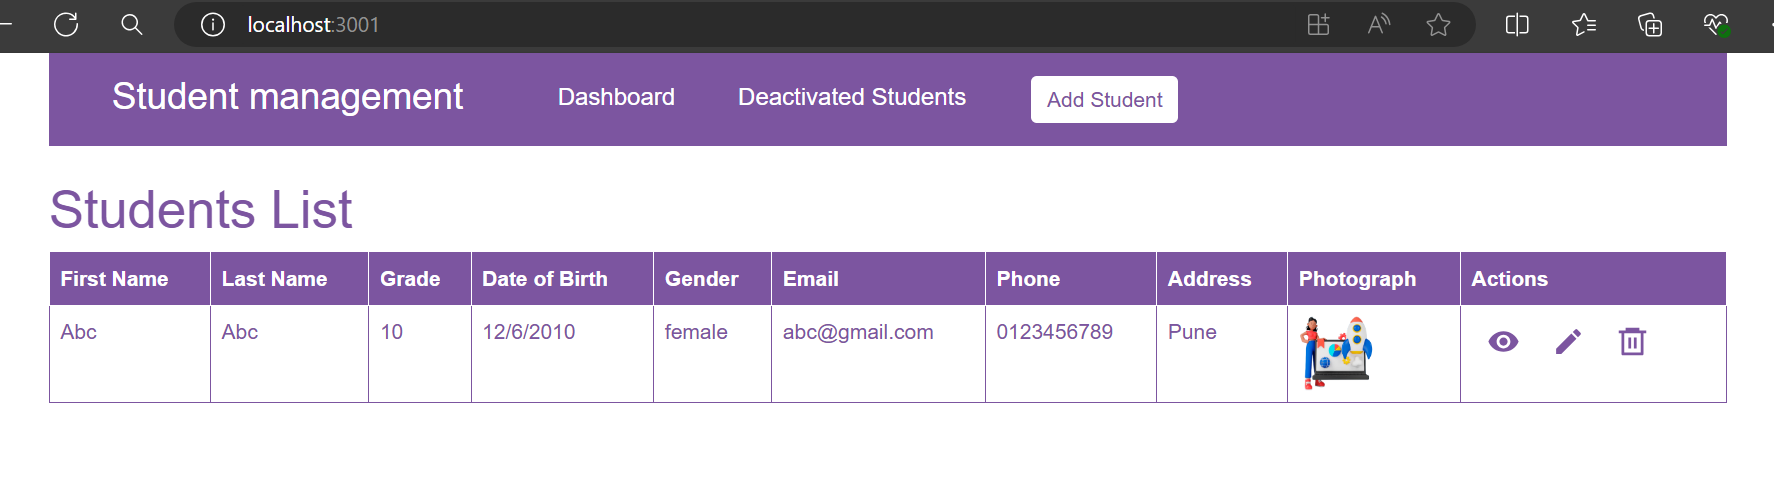 localhost:3001
Student management Dashboard Deactivated Students Add Student
Students List
First Name Last Name Grade Date of Birth Gender Email Phone Address Photograph Actions
Abc Abc 10 12/6/2010 female abc@gmail.com 0123456789 Pune